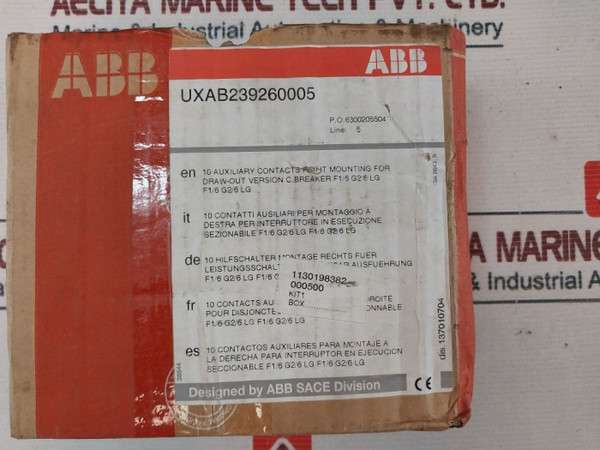 AEGIYA MARINE TECH PVT. LTD.
Marine & Industrial Automation & Machinery
ABB
ABB
UXAB239260005
P.O.:6300205504
Line: 5
en 10 AUXILIARY CONTACTS RIGHT MOUNTING FOR
DRAW-OUT VERSION C.BREAKER F1/6 G2/6 LG
F1/6 G2/6 LG
it 10 CONTATTI AUSILIARI PER MONTAGGIO A
DESTRA PER INTERRUTTORE IN ESECUZIONE
SEZIONABILE F1/6 G2/6 LG F1/6 G2/6 LG
de 10 HILFSCHALTER MONTAGE RECHTS FUER
LEISTUNGSSCHAL AUSFUEHRUNG
F1/6 G2/6 LG F1/6
1130198382
000500
KIT1
BOX
fr 10 CONTACTS AU DROITE
POUR DISJONCTE ONNABLE
F1/6 G2/6 LG F1/6 G2/6 LG
es 10 CONTACTOS AUXILIARES PARA MONTAJE A
LA DERECHA PARA INTERRUPTOR EN EJECUCION
SECCIONABLE F1/6 G2/6 LG F1/6 G2/6 LG
Designed by ABB SACE Division
CE
dis.137010704
IYA MARINE
& Industrial A